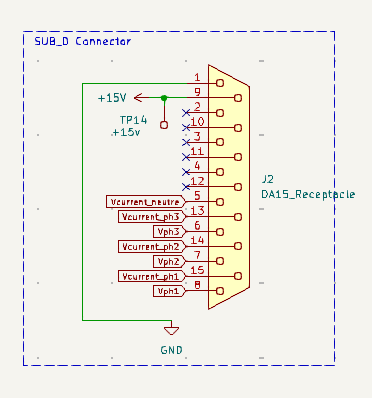 SUB_D Connector
1
+15V
9
2
TP14
10
+15v
3
11
4
J2
12
DA15_Receptacle
Vcurrent_neutre
5
Vcurrent_ph3
13
Vph3
6
Vcurrent_ph2
14
Vph2
7
Vcurrent_ph1
15
Vph1
8
GND